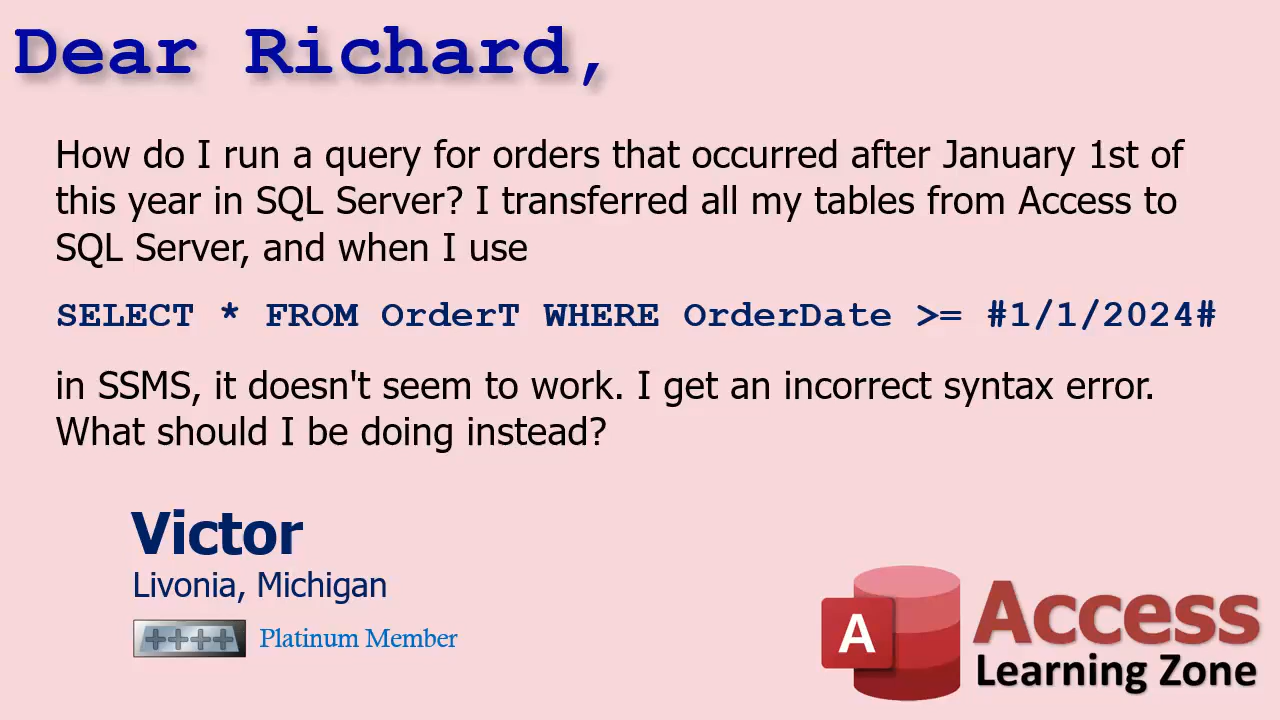 Dear Richard,
How do I run a query for orders that occurred after January 1st of
this year in SQL Server? I transferred all my tables from Access to
SQL Server, and when I use
SELECT * FROM OrderT WHERE OrderDate >= #1/1/2024#
in SSMS, it doesn't seem to work. I get an incorrect syntax error.
What should I be doing instead?
Victor
Livonia, Michigan
++++ Platinum Member
A Access
Learning Zone